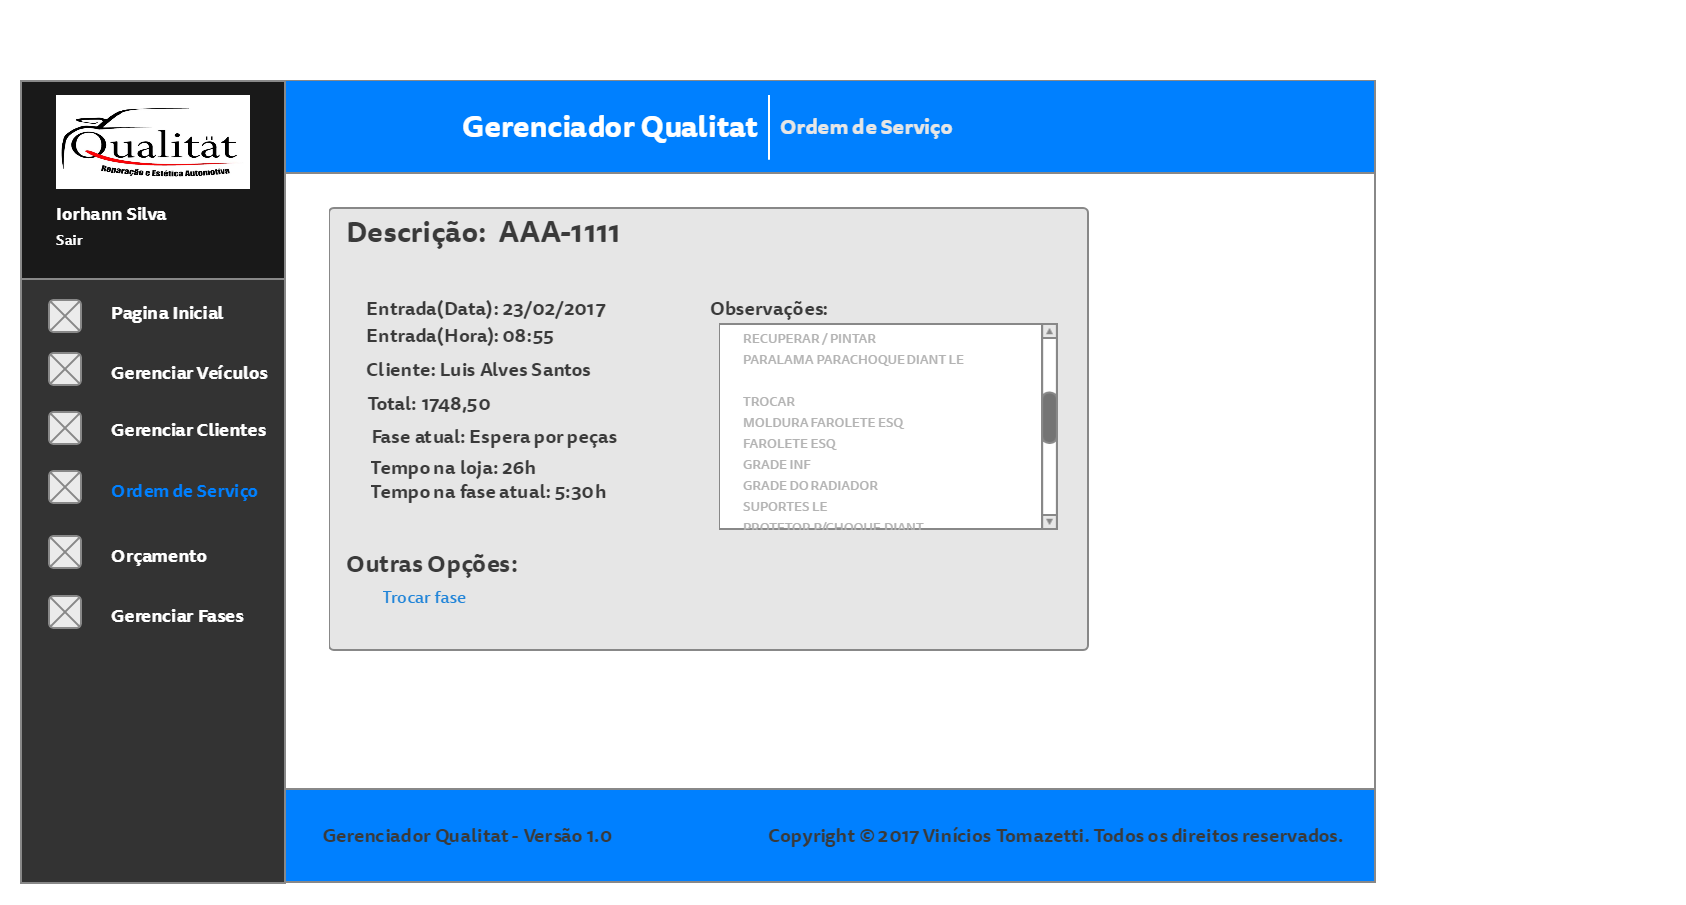 Qualität
Reparação e Estética Automotiva
Iorhann Silva
Sair
Pagina Inicial
Gerenciar Veículos
Gerenciar Clientes
Ordem de Serviço
Orçamento
Gerenciar Fases
Gerenciador Qualitat
Ordem de Serviço
Descrição: AAA-1111
Entrada(Data): 23/02/2017
Entrada(Hora): 08:55
Cliente: Luis Alves Santos
Total: 1748,50
Fase atual: Espera por peças
Tempo na loja: 26h
Tempo na fase atual: 5:30h
Observações:
RECUPERAR / PINTAR
PARALAMA PARACHOQUE DIANT LE
TROCAR
MOLDURA FAROLETE ESQ
FAROLETE ESQ
GRADE INF
GRADE DO RADIADOR
SUPORTES LE
PROTETOR P/CHOQUE DIANT
Outras Opções:
Trocar fase
Gerenciador Qualitat - Versão 1.0
Copyright © 2017 Vinícios Tomazetti. Todos os direitos reservados.